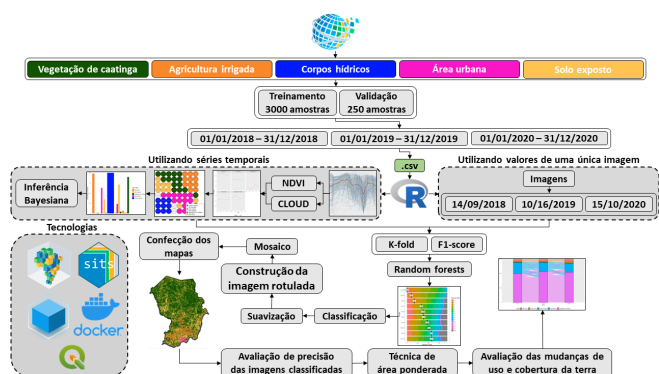 Vegetação de caatinga
Agricultura irrigada
Corpos hídricos
Área urbana
Solo exposto
Treinamento
3000 amostras
Validação
250 amostras
01/01/2018 – 31/12/2018
01/01/2019 – 31/12/2019
01/01/2020 – 31/12/2020
Utilizando séries temporais
.csv
Utilizando valores de uma única imagem
Inferência
Bayesiana
NDVI
CLOUD
R
Imagens
14/09/2018
10/16/2019
15/10/2020
Tecnologias
sits
docker
Confecção dos
mapas
Mosaico
Construção da
imagem rotulada
Suavização
Classificação
K-fold
F1-score
Random forests
Avaliação de precisão
das imagens classificadas
Técnica de
área ponderada
Avaliação das mudanças de
uso e cobertura da terra